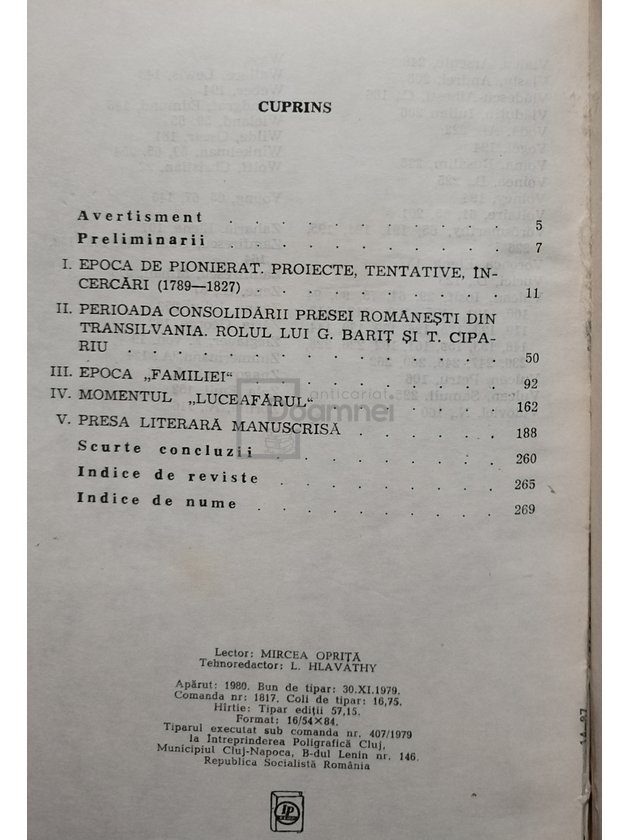 CUPRINS
Avertisment . . . . . . . . . . . 5
Preliminarii . . . . . . . . . . . 7
I. EPOCA DE PIONIERAT. PROIECTE, TENTATIVE, ÎN-
CERCĂRI (1789—1827) . . . . . . . . . 11
II. PERIOADA CONSOLIDĂRII PRESEI ROMÂNEȘTI DIN
TRANSILVANIA. ROLUL LUI G. BARIȚ ȘI T. CIPA-
RIU . . . . . . . . . . . . . 50
III. EPOCA „FAMILIEI“ . . . . . . . . . 92
IV. MOMENTUL „LUCEAFĂRUL“ . . . . . . 162
V. PRESA LITERARĂ MANUSCRISĂ . . . . . . 188
Scurte concluzii . . . . . . . . . 260
Indice de reviste . . . . . . . . . 265
Indice de nume . . . . . . . . . . 269
anticariat
Doamnei
Lector: MIRCEA OPRIȚĂ
Tehnoredactor: L. HLAVATHY
Apărut: 1980. Bun de tipar: 30.XI.1979.
Comanda nr: 1817. Coli de tipar: 16,75.
Hîrtie: Tipar ediții 57,15.
Format: 16/54×84.
Tiparul executat sub comanda nr. 407/1979
la Întreprinderea Poligrafică Cluj,
Municipiul Cluj-Napoca, B-dul Lenin nr. 146.
Republica Socialistă România
IP